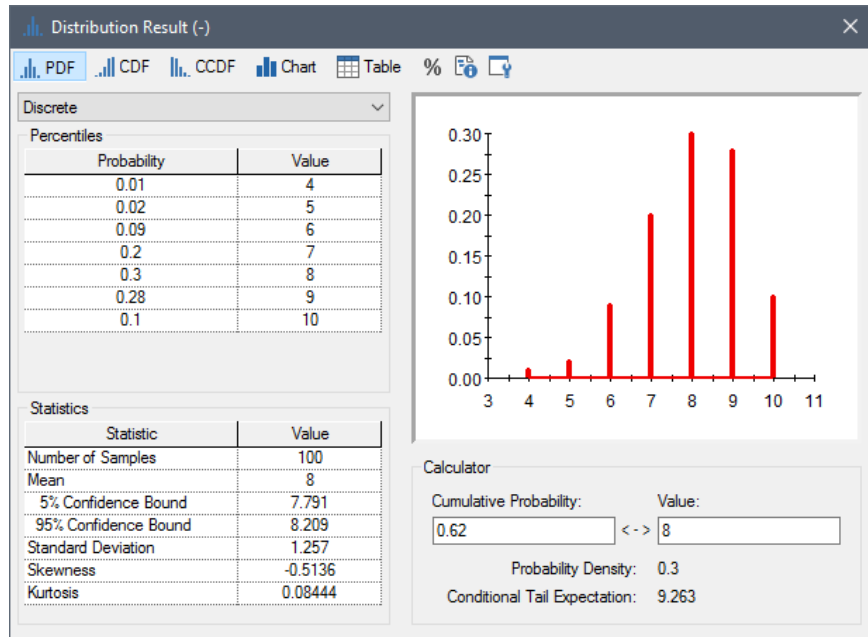 Distribution Result (-)
PDF CDF CCDF Chart Table %
Discrete
Percentiles
Probability Value
0.01 4
0.02 5
0.09 6
0.2 7
0.3 8
0.28 9
0.1 10
Statistics
Statistic Value
Number of Samples 100
Mean 8
5% Confidence Bound 7.791
95% Confidence Bound 8.209
Standard Deviation 1.257
Skewness -0.5136
Kurtosis 0.08444
0.30
0.25
0.20
0.15
0.10
0.05
0.00
3 4 5 6 7 8 9 10 11
Calculator
Cumulative Probability: Value:
0.62 < - > 8
Probability Density: 0.3
Conditional Tail Expectation: 9.263